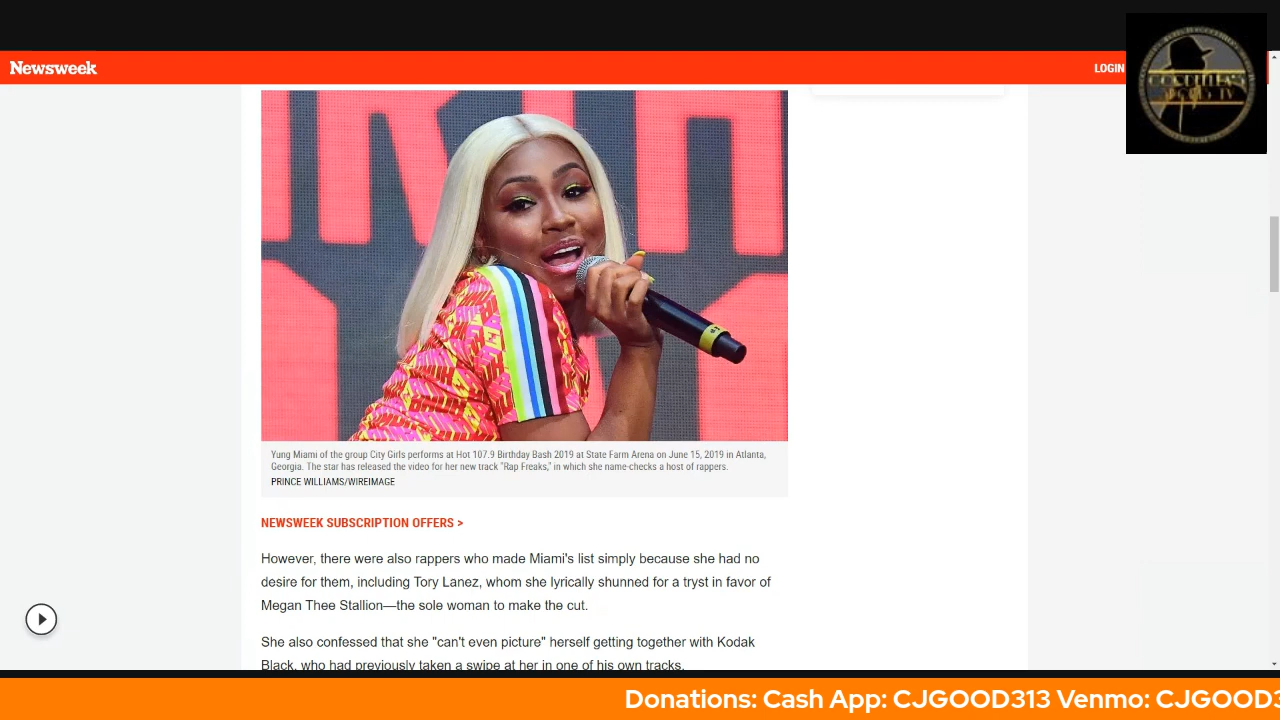 Newsweek
LOGIN
Yung Miami of the group City Girls performs at Hot 107.9 Birthday Bash 2019 at State Farm Arena on June 15, 2019 in Atlanta,
Georgia. The star has released the video for her new track "Rap Freaks," in which she name-checks a host of rappers.
PRINCE WILLIAMS/WIREIMAGE
NEWSWEEK SUBSCRIPTION OFFERS >
However, there were also rappers who made Miami's list simply because she had no
desire for them, including Tory Lanez, whom she lyrically shunned for a tryst in favor of
Megan Thee Stallion—the sole woman to make the cut.
She also confessed that she "can't even picture" herself getting together with Kodak
Black, who had previously taken a swipe at her in one of his own tracks.
Donations: Cash App: CJGOOD313 Venmo: CJGOOD3